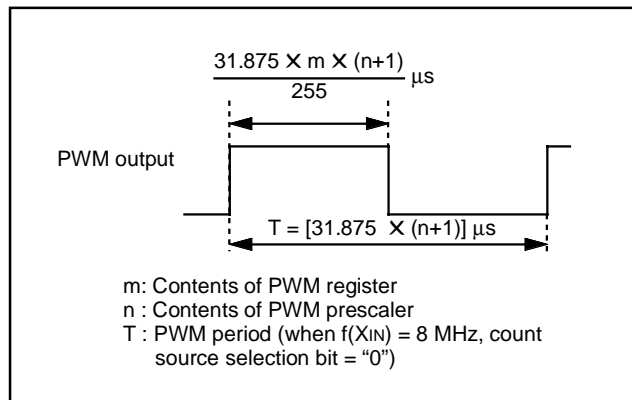 31.875 × m × (n+1)
255
μs
PWM output
T = [31.875 × (n+1)] μs
m: Contents of PWM register
n : Contents of PWM prescaler
T : PWM period (when f(XIN) = 8 MHz, count
source selection bit = “0”)